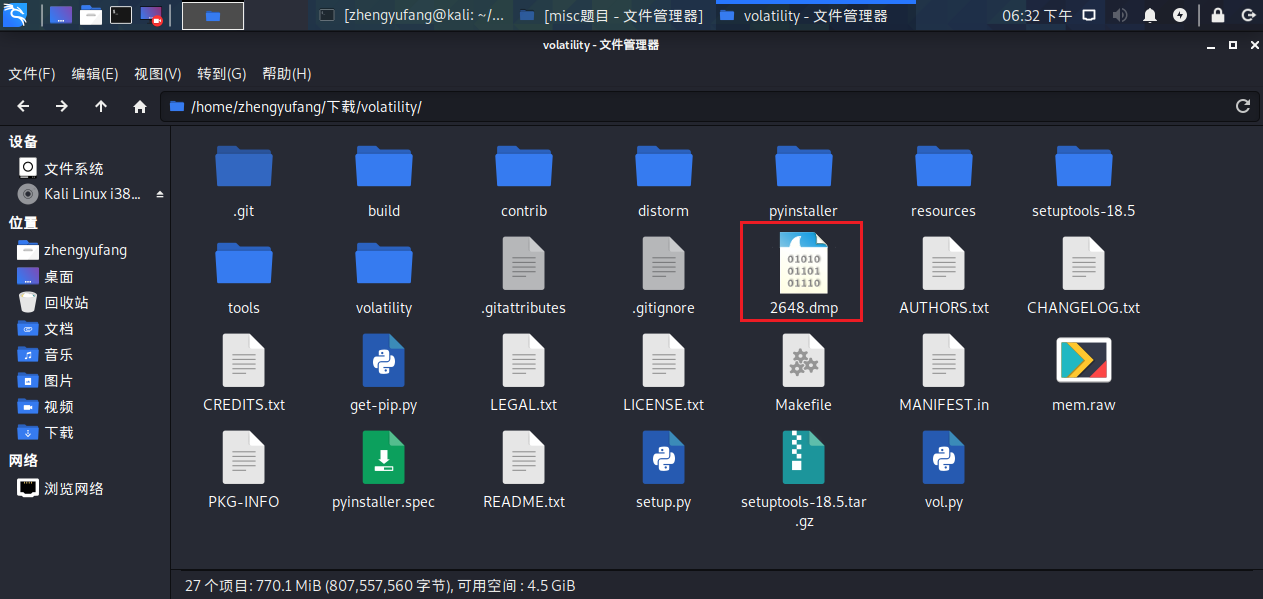 [zhengyufang@kali: ~/...
[misc题目 - 文件管理器]
volatility - 文件管理器
06:32 下午
volatility - 文件管理器
文件(F) 编辑(E) 视图(V) 转到(G) 帮助(H)
/home/zhengyufang/下载/volatility/
设备
文件系统
Kali Linux i38...
位置
zhengyufang
桌面
回收站
文档
音乐
图片
视频
下载
网络
浏览网络
.git
build
contrib
distorm
pyinstaller
resources
setuptools-18.5
tools
volatility
.gitattributes
.gitignore
01010
01101
01110
2648.dmp
AUTHORS.txt
CHANGELOG.txt
CREDITS.txt
get-pip.py
LEGAL.txt
LICENSE.txt
Makefile
MANIFEST.in
mem.raw
PKG-INFO
pyinstaller.spec
README.txt
setup.py
setuptools-18.5.tar
.gz
vol.py
27 个项目: 770.1 MiB (807,557,560 字节), 可用空间 : 4.5 GiB